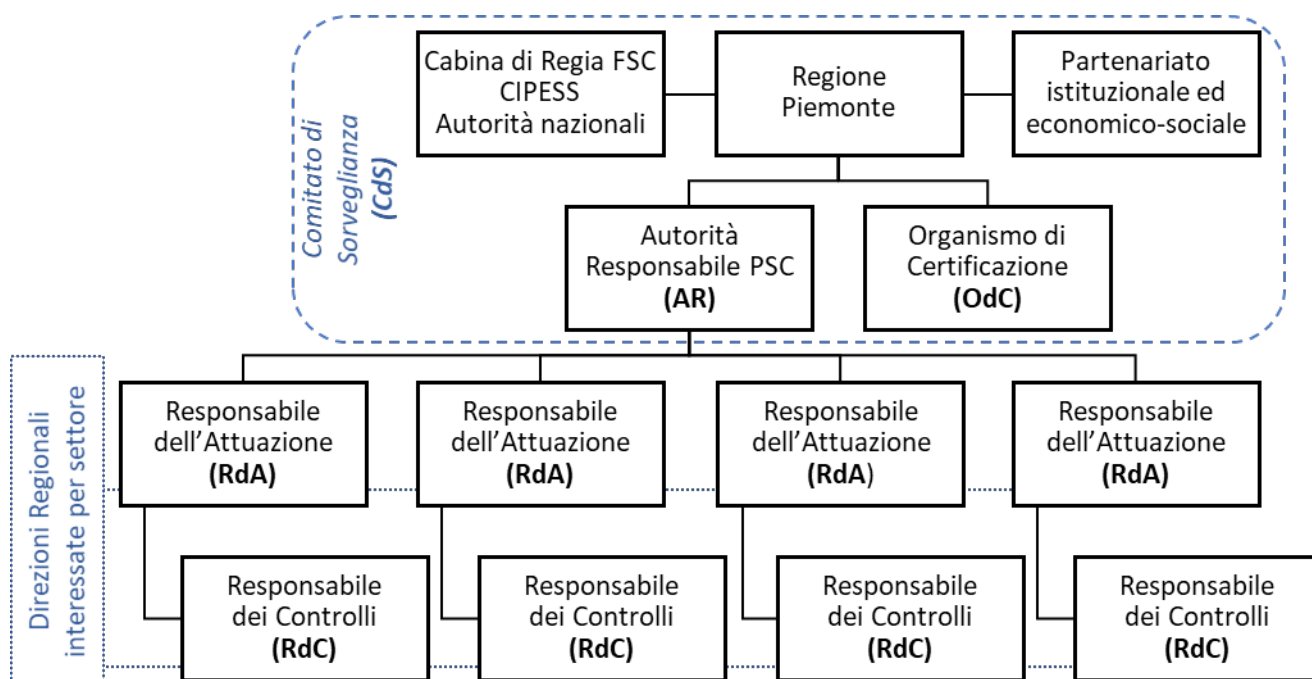 Cabina di Regia FSC
CIPESS
Autorità nazionali
Regione
Piemonte
Partenariato
istituzionale ed
economico-sociale
Comitato di
Sorveglianza
(CdS)
Autorità
Responsabile PSC
(AR)
Organismo di
Certificazione
(OdC)
Direzioni Regionali
interessate per settore
Responsabile
dell’Attuazione
(RdA)
Responsabile
dell’Attuazione
(RdA)
Responsabile
dell’Attuazione
(RdA)
Responsabile
dell’Attuazione
(RdA)
Responsabile
dei Controlli
(RdC)
Responsabile
dei Controlli
(RdC)
Responsabile
dei Controlli
(RdC)
Responsabile
dei Controlli
(RdC)